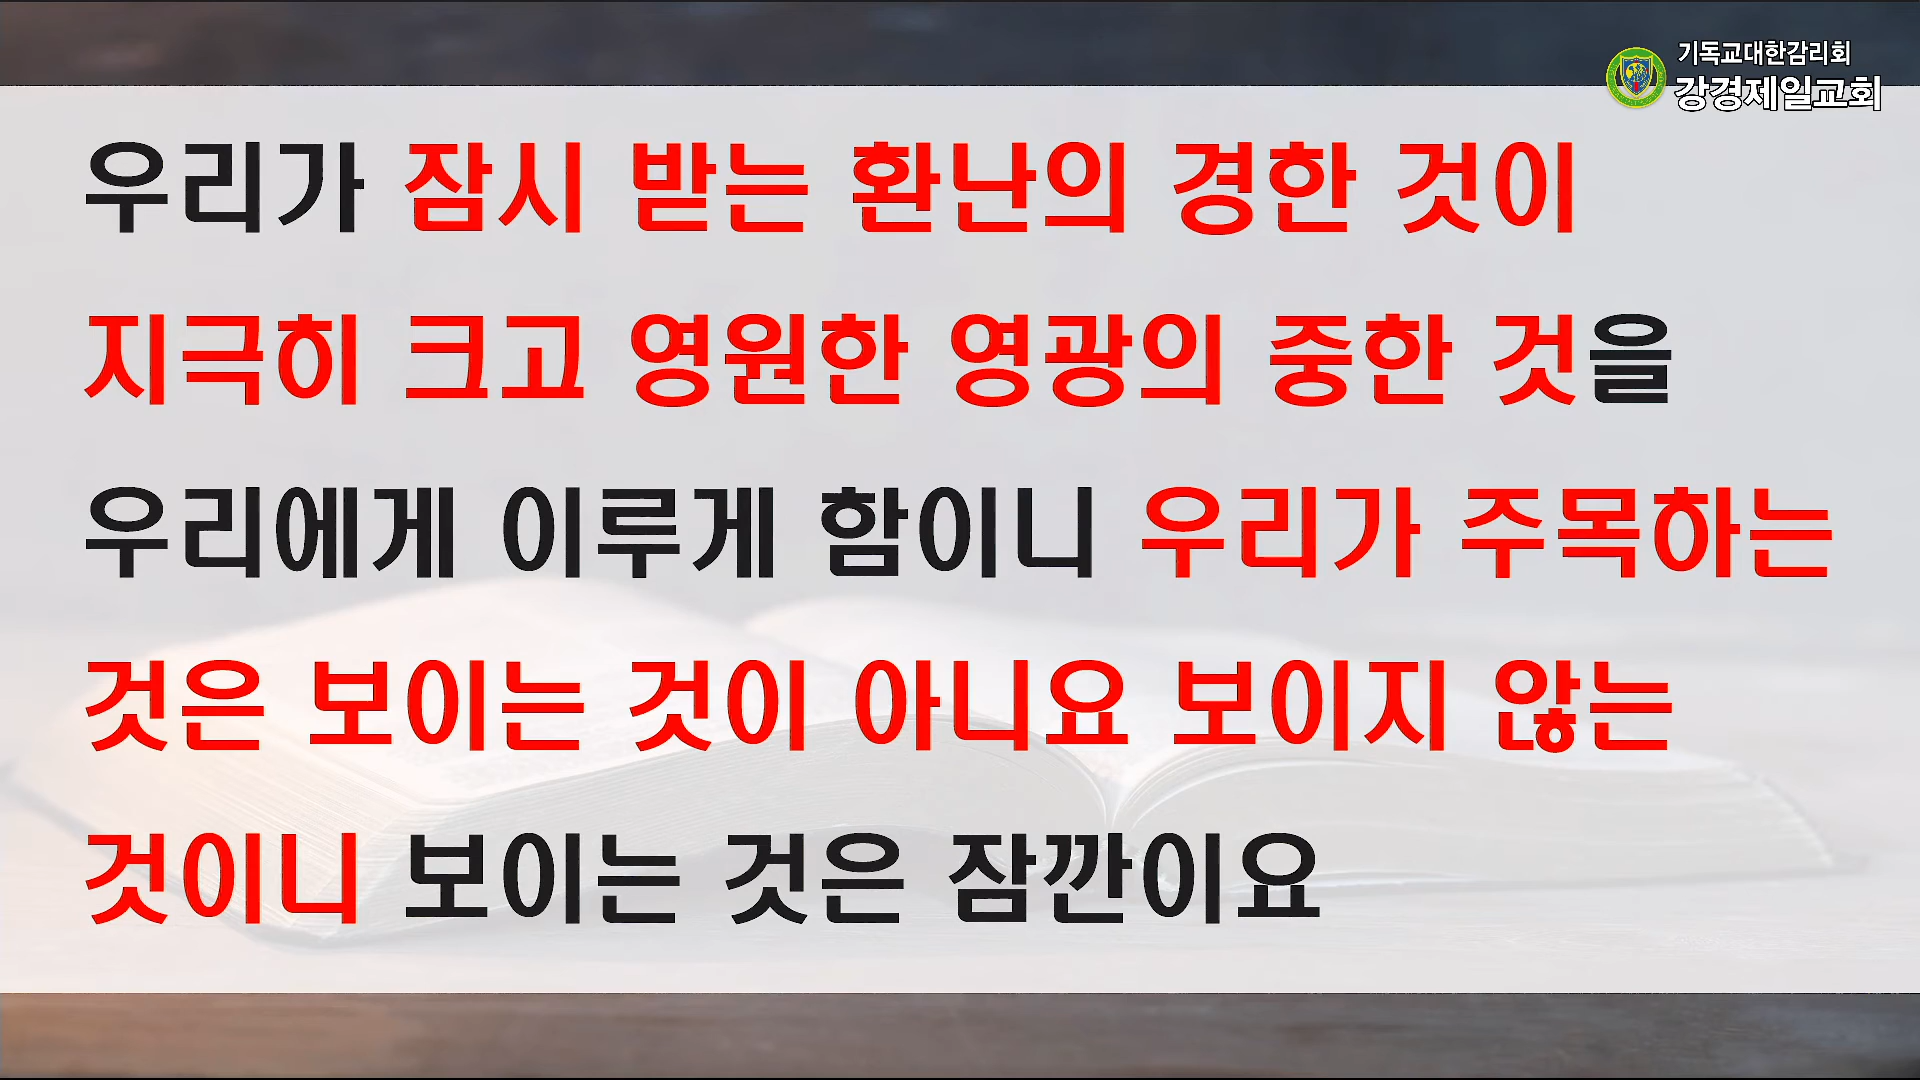 기독교대한감리회
강경제일교회
우리가 잠시 받는 환난의 경한 것이
지극히 크고 영원한 영광의 중한 것을
우리에게 이루게 함이니 우리가 주목하는
것은 보이는 것이 아니요 보이지 않는
것이니 보이는 것은 잠깐이요